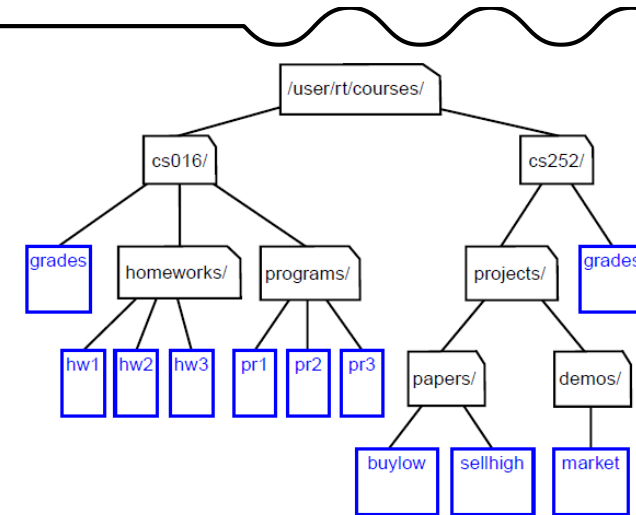 /user/rt/courses/
cs016/
cs252/
grades
homeworks/
programs/
projects/
grades
hw1
hw2
hw3
pr1
pr2
pr3
papers/
demos/
buylow
sellhigh
market